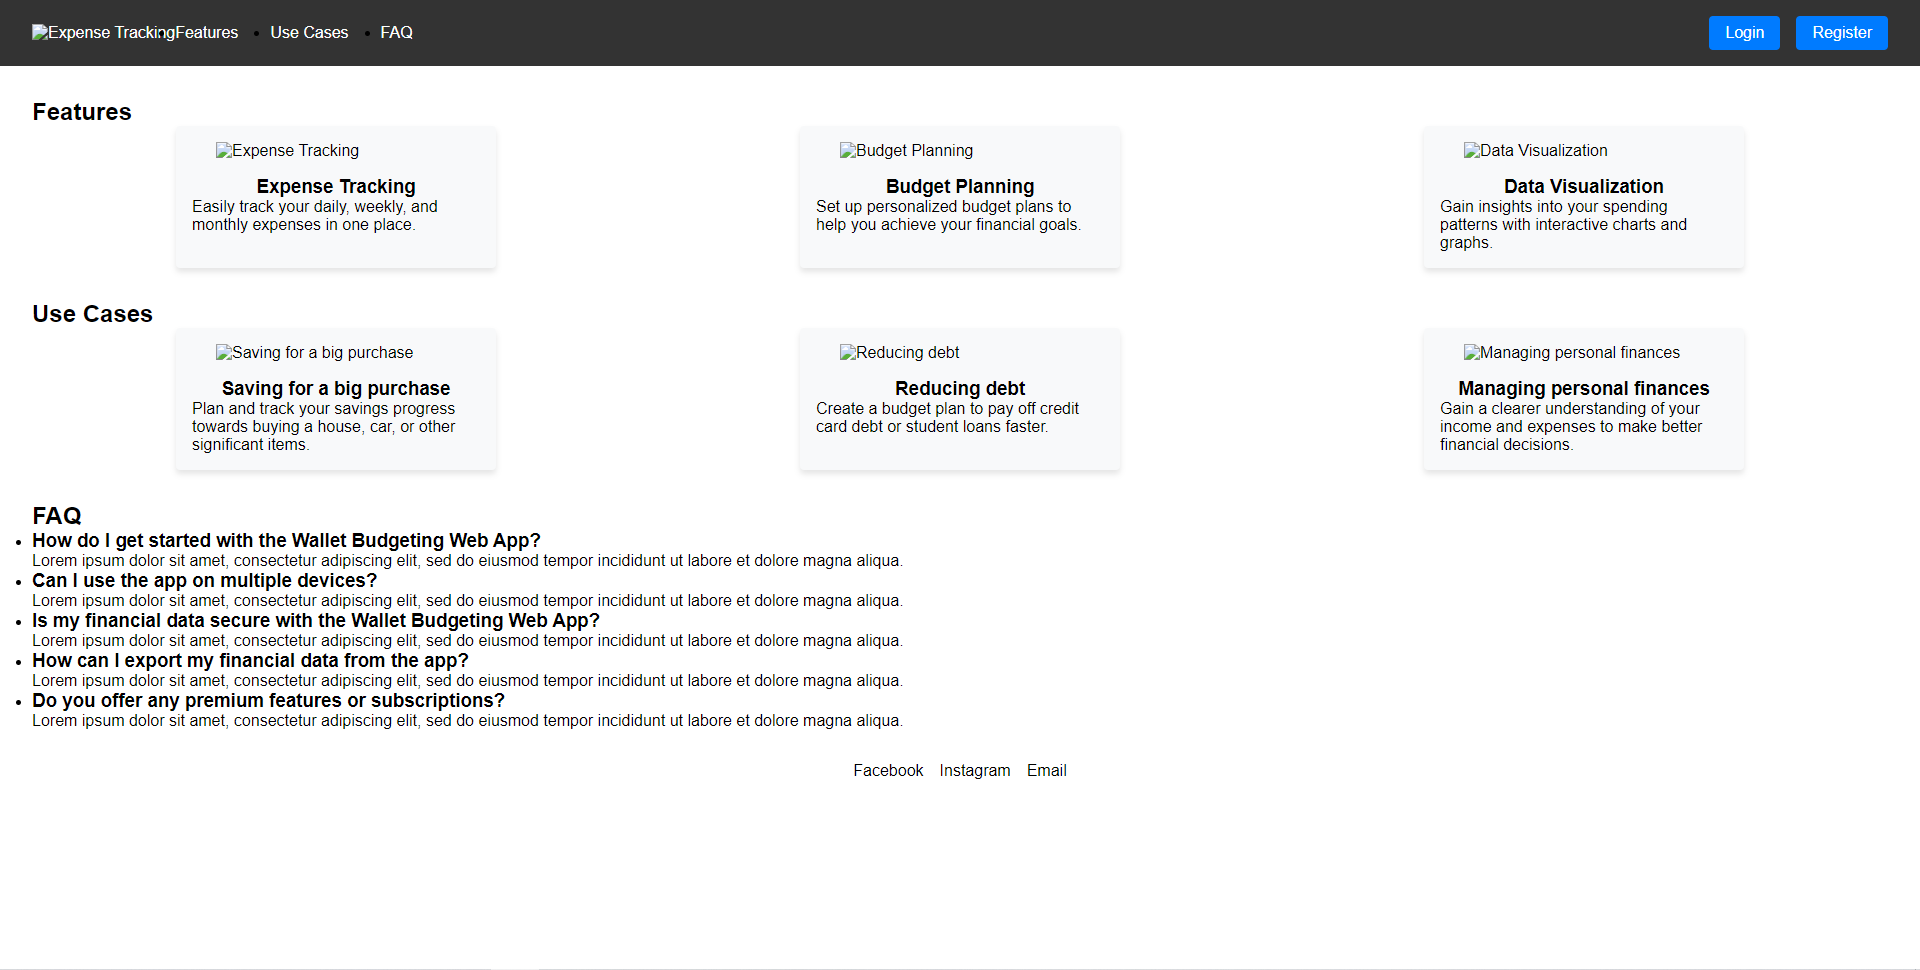 Expense Tracking Features Use Cases FAQ Login Register
Features
Expense Tracking Budget Planning Data Visualization
Expense Tracking
Easily track your daily, weekly, and
monthly expenses in one place.
Budget Planning
Set up personalized budget plans to
help you achieve your financial goals.
Data Visualization
Gain insights into your spending
patterns with interactive charts and
graphs.
Use Cases
Saving for a big purchase Reducing debt Managing personal finances
Saving for a big purchase
Plan and track your savings progress
towards buying a house, car, or other
significant items.
Reducing debt
Create a budget plan to pay off credit
card debt or student loans faster.
Managing personal finances
Gain a clearer understanding of your
income and expenses to make better
financial decisions.
FAQ
• How do I get started with the Wallet Budgeting Web App?
Lorem ipsum dolor sit amet, consectetur adipiscing elit, sed do eiusmod tempor incididunt ut labore et dolore magna aliqua.
• Can I use the app on multiple devices?
Lorem ipsum dolor sit amet, consectetur adipiscing elit, sed do eiusmod tempor incididunt ut labore et dolore magna aliqua.
• Is my financial data secure with the Wallet Budgeting Web App?
Lorem ipsum dolor sit amet, consectetur adipiscing elit, sed do eiusmod tempor incididunt ut labore et dolore magna aliqua.
• How can I export my financial data from the app?
Lorem ipsum dolor sit amet, consectetur adipiscing elit, sed do eiusmod tempor incididunt ut labore et dolore magna aliqua.
• Do you offer any premium features or subscriptions?
Lorem ipsum dolor sit amet, consectetur adipiscing elit, sed do eiusmod tempor incididunt ut labore et dolore magna aliqua.
Facebook Instagram Email